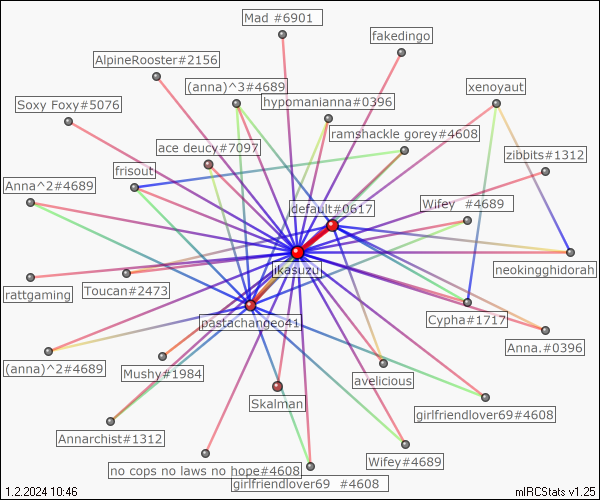 Mad #6901
fakedingo
AlpineRooster#2156
(anna)^3#4689
xenoyaut
hypomanianna#0396
Soxy Foxy#5076
ramshackle gorey#4608
ace deucy#7097
zibbits#1312
frisout
Anna^2#4689
Wifey  #4689
default#0617
neokingghidorah
jikasuzu
rattgaming
Toucan#2473
Cypha#1717
pastachangeo41
Anna.#0396
(anna)^2#4689
Mushy#1984
avelicious
Skalman
girlfriendlover69#4608
Annarchist#1312
Wifey#4689
no cops no laws no hope#4608
girlfriendlover69  #4608
1.2.2024 10:46
mIRCStats v1.25